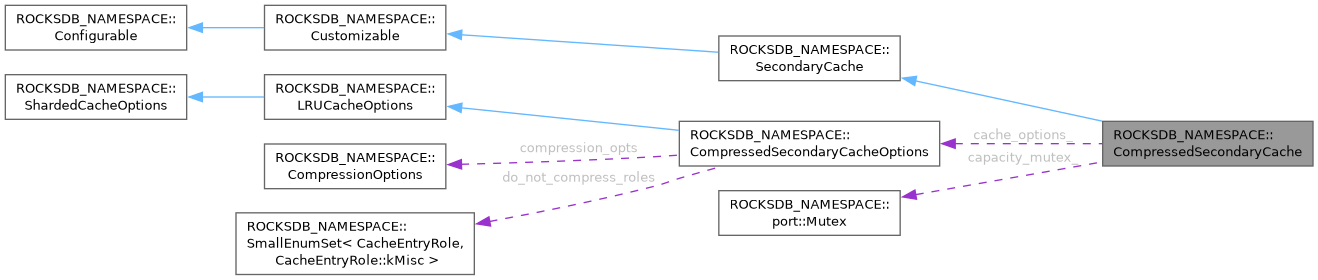 ROCKSDB_NAMESPACE::
Configurable
ROCKSDB_NAMESPACE::
Customizable
ROCKSDB_NAMESPACE::
SecondaryCache
ROCKSDB_NAMESPACE::
ShardedCacheOptions
ROCKSDB_NAMESPACE::
LRUCacheOptions
ROCKSDB_NAMESPACE::
CompressedSecondaryCacheOptions
cache_options_
capacity_mutex_
ROCKSDB_NAMESPACE::
CompressedSecondaryCache
ROCKSDB_NAMESPACE::
CompressionOptions
compression_opts
do_not_compress_roles
ROCKSDB_NAMESPACE::
port::Mutex
ROCKSDB_NAMESPACE::
SmallEnumSet< CacheEntryRole,
CacheEntryRole::kMisc >